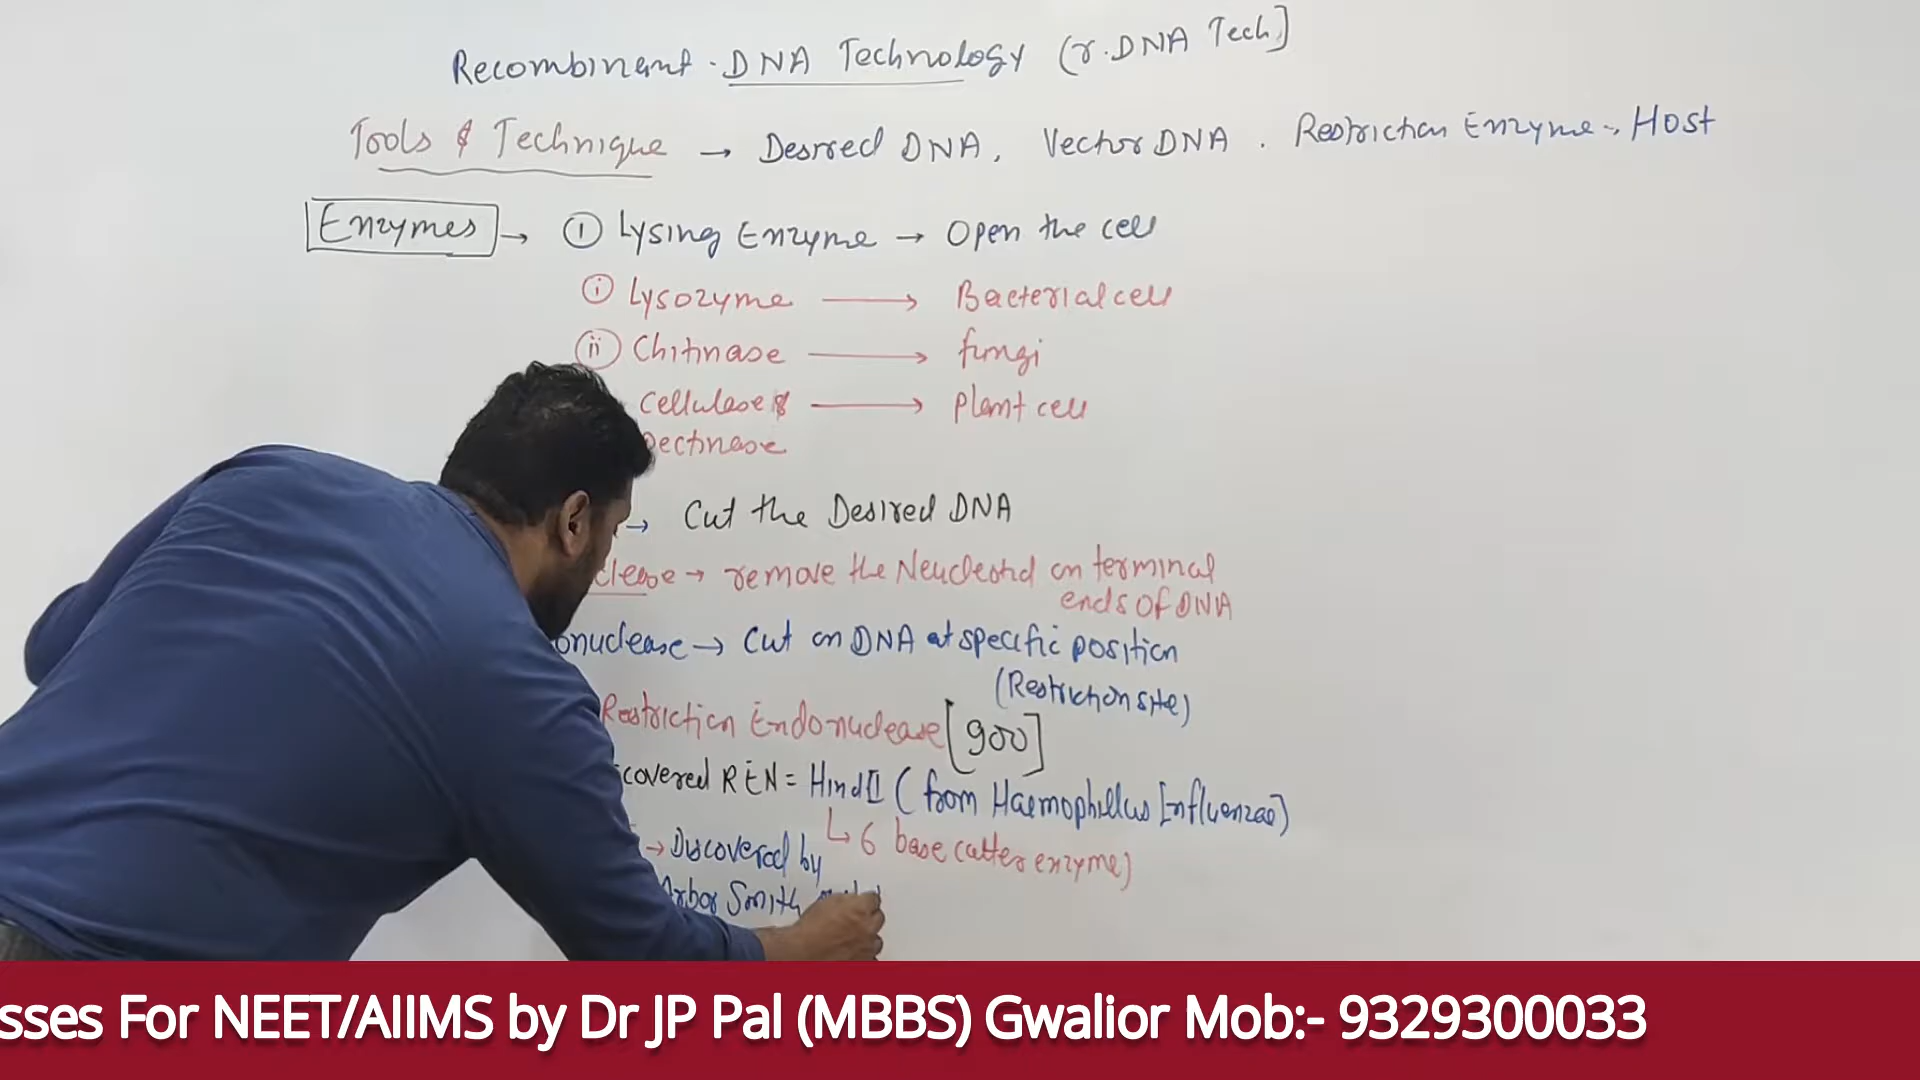 Recombinant DNA Technology (r.DNA Tech]
Tools & Technique → Desired DNA, Vector DNA. Restriction Enzyme, Host
Enzymes → ① Lysing Enzyme → Open the cell
ⓘ Lysozyme → Bacterial cell
ⓘⓘ Chitinase → fungi
Cellulase & → Plant cell
Pectinase
→ Cut the Desired DNA
clease → remove the Neucleotid on terminal
ends of DNA
onuclease → Cut on DNA at specific position
(Restriction site)
Restriction Endonuclease [900]
covered REN = Hind II (from Haemophillus Influenzae)
↳ 6 base cutter enzyme)
→ Discovered by
Arbor Smith
sses For NEET/AIIMS by Dr JP Pal (MBBS) Gwalior Mob:- 9329300033